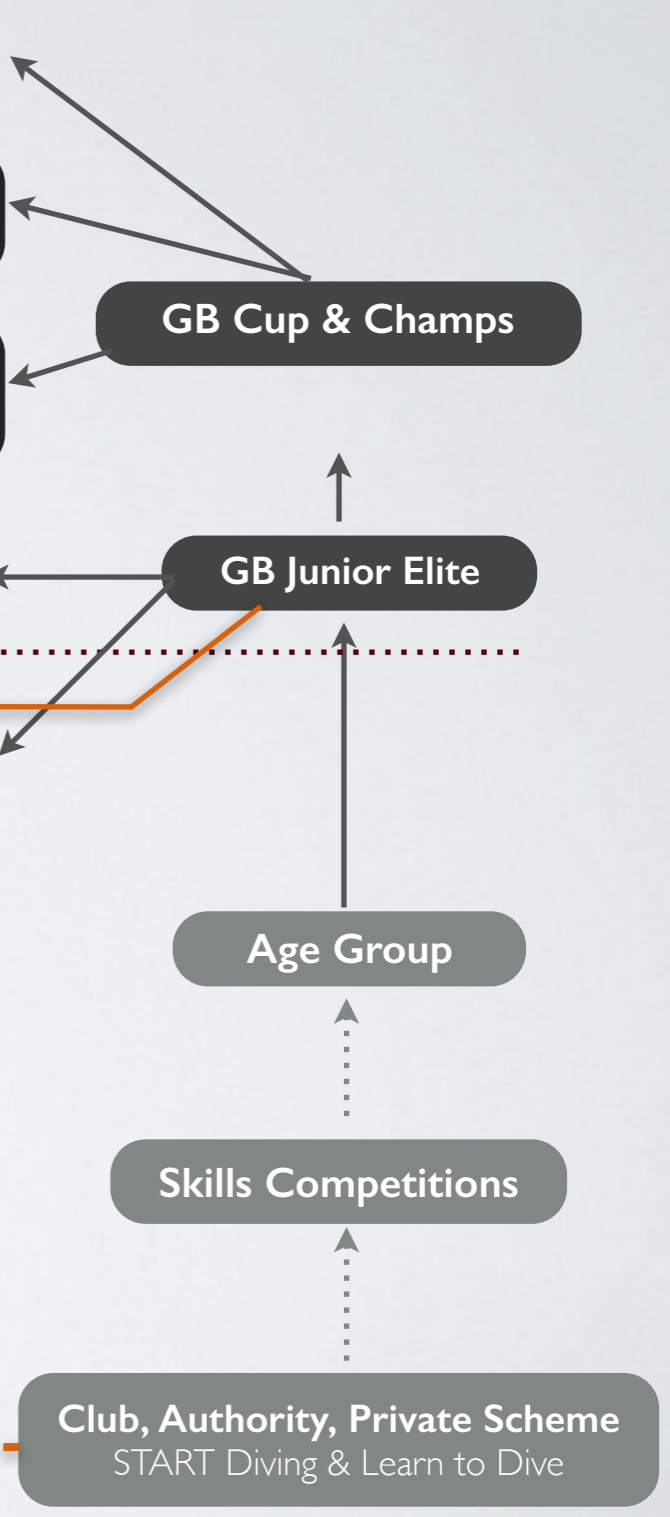 GB Cup & Champs
GB Junior Elite
Age Group
Skills Competitions
Club, Authority, Private Scheme
START Diving & Learn to Dive